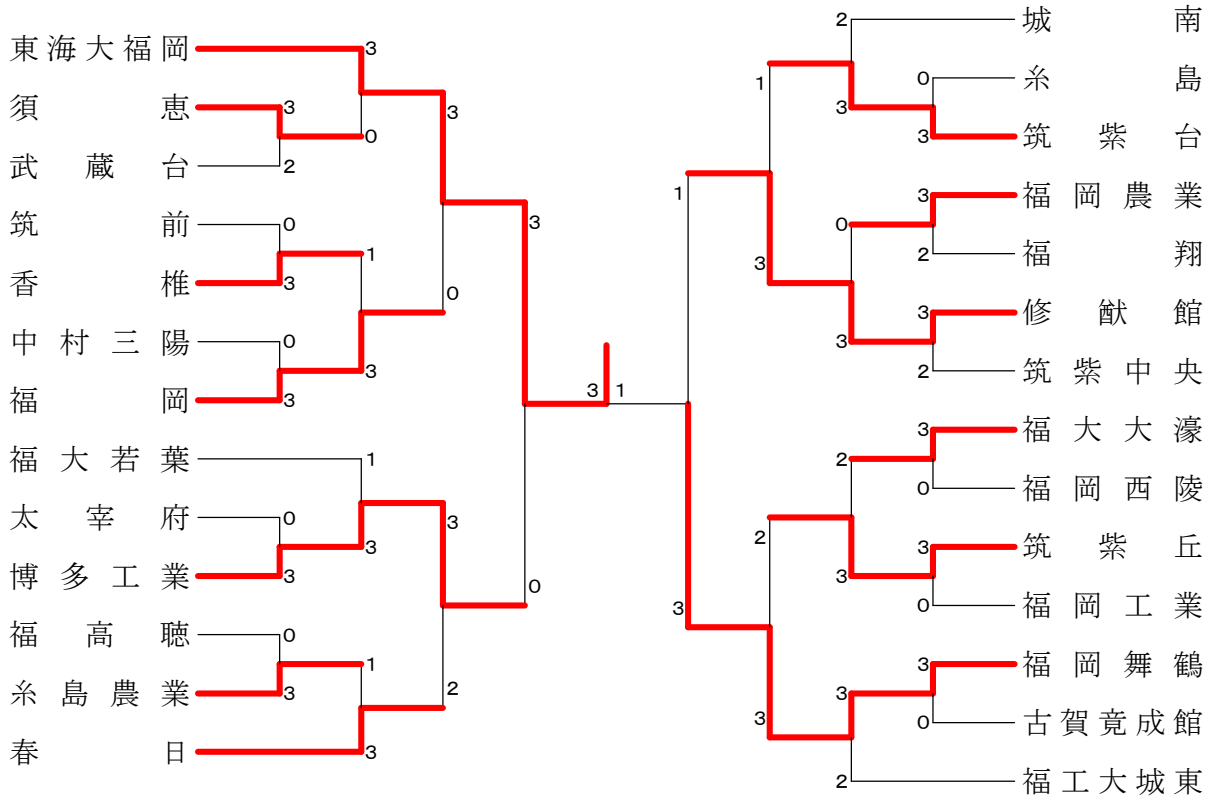 東海大福岡
3
須恵
3
0
武蔵台
2
3
筑前
0
香椎
3
1
中村三陽
0
福岡
3
3
0
3
福大若葉
1
太宰府
0
博多工業
3
3
3
福高聴
0
糸島農業
3
1
春日
3
2
0
3
1
2
城南
0
糸島
3
3
筑紫台
1
3
福岡農業
0
2
福翔
3
3
修猷館
3
2
筑紫中央
1
3
福大大濠
2
0
福岡西陵
3
3
筑紫丘
2
0
福岡工業
3
3
3
福岡舞鶴
0
古賀竟成館
3
2
福工大城東